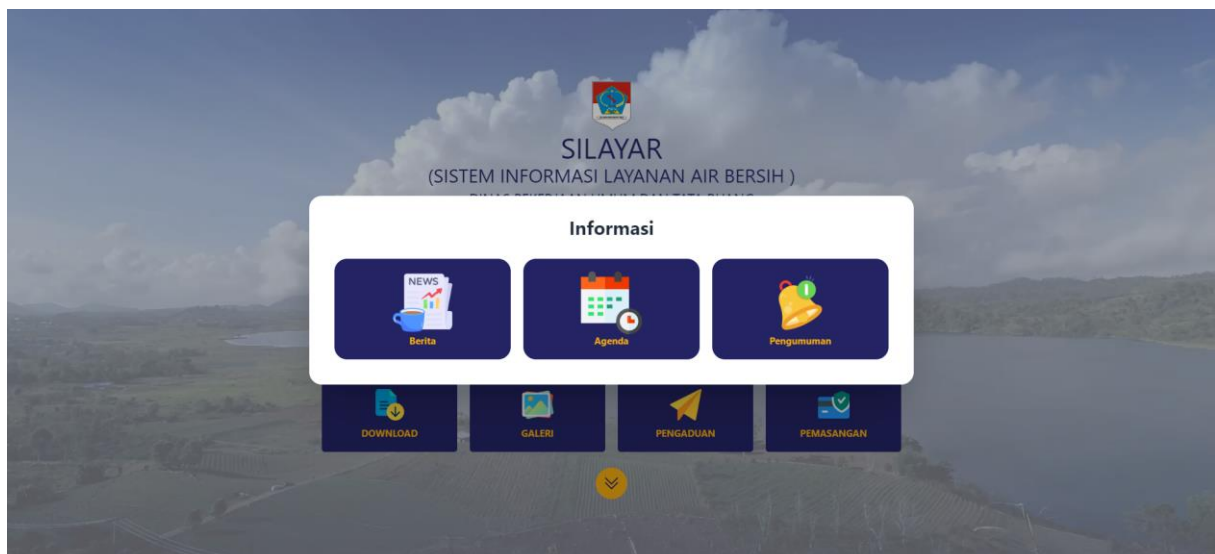 SILAYAR
(SISTEM INFORMASI LAYANAN AIR BERSIH )
Informasi
NEWS
Berita
Agenda
Pengumuman
DOWNLOAD
GALERI
PENGADUAN
PEMASANGAN